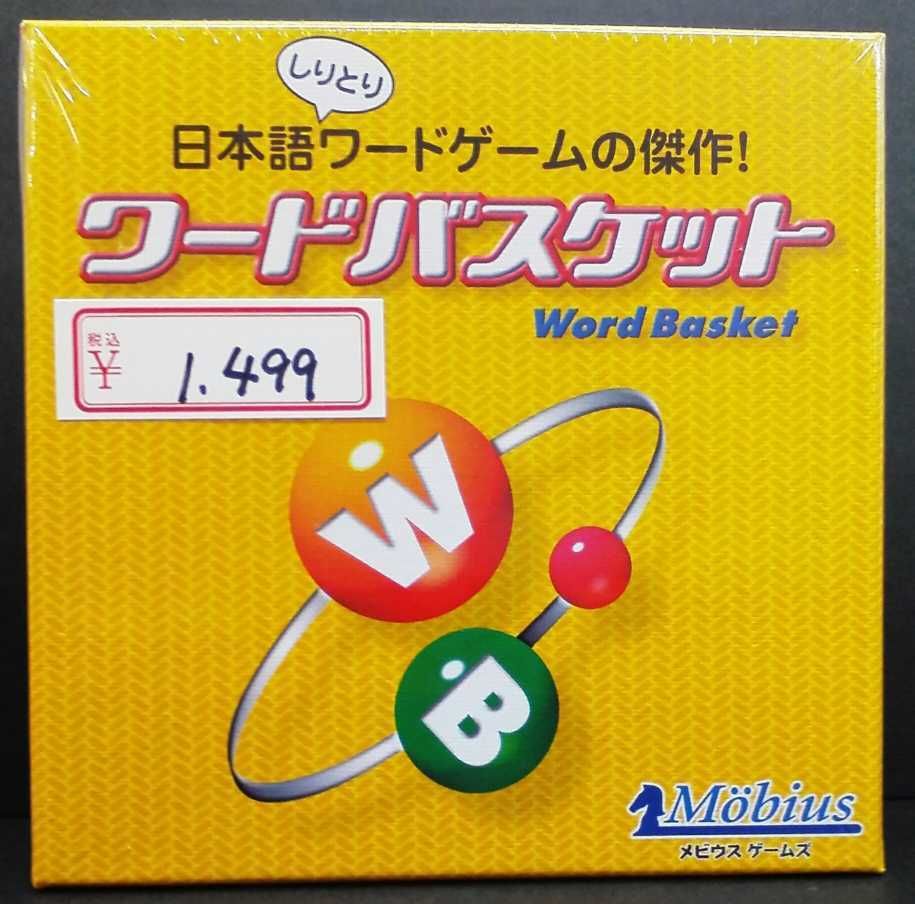 しりとり
日本語ワードゲームの傑作!
ワードバスケット
Word Basket
税込
¥ 1.499
W
B
Möbius
メビウス ゲームズ